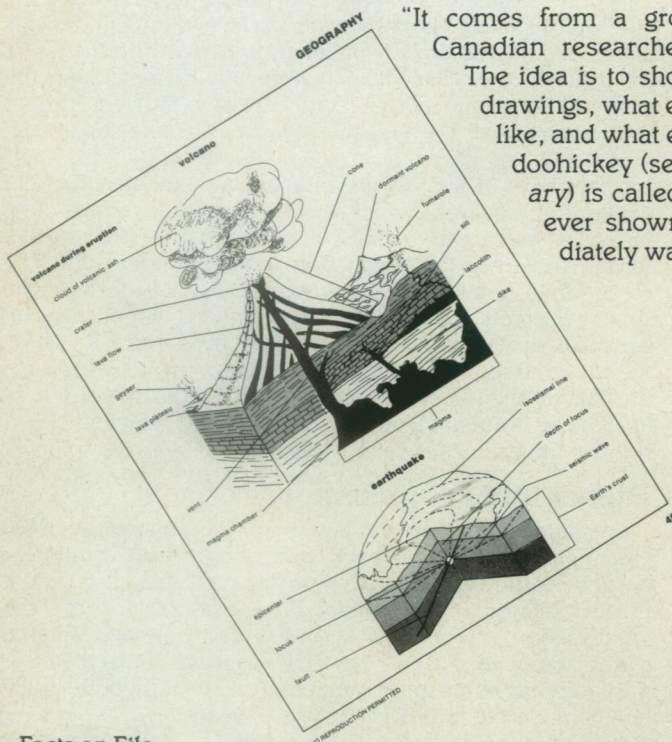 "It comes from a gro
Canadian researche
The idea is to sho
drawings, what e
like, and what e
doohickey (se
ary) is called
ever shown
diately wa
GEOGRAPHY
volcano
volcano during eruption
cloud of volcanic ash
crater
lava flow
geyser
lava plateau
vent
magma chamber
cone
dormant volcano
fumarole
sill
laccolith
dike
magma
earthquake
isoseismal line
depth of focus
seismic wave
Earth's crust
epicenter
focus
fault
NO REPRODUCTION PERMITTED
Facts on File